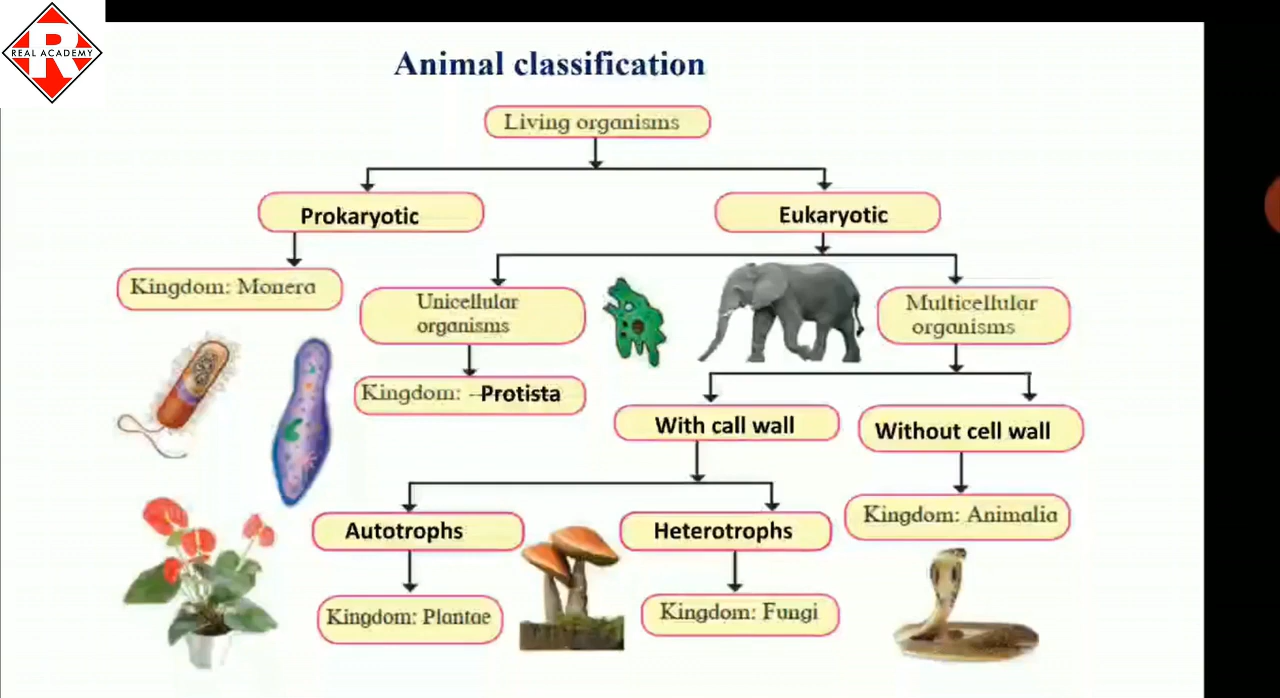 REAL ACADEMY
Animal classification
Living organisms
Prokaryotic
Eukaryotic
Kingdom: Monera
Unicellular
organisms
Multicellular
organisms
Kingdom: Protista
With call wall
Without cell wall
Kingdom: Animalia
Autotrophs
Heterotrophs
Kingdom: Plantae
Kingdom: Fungi